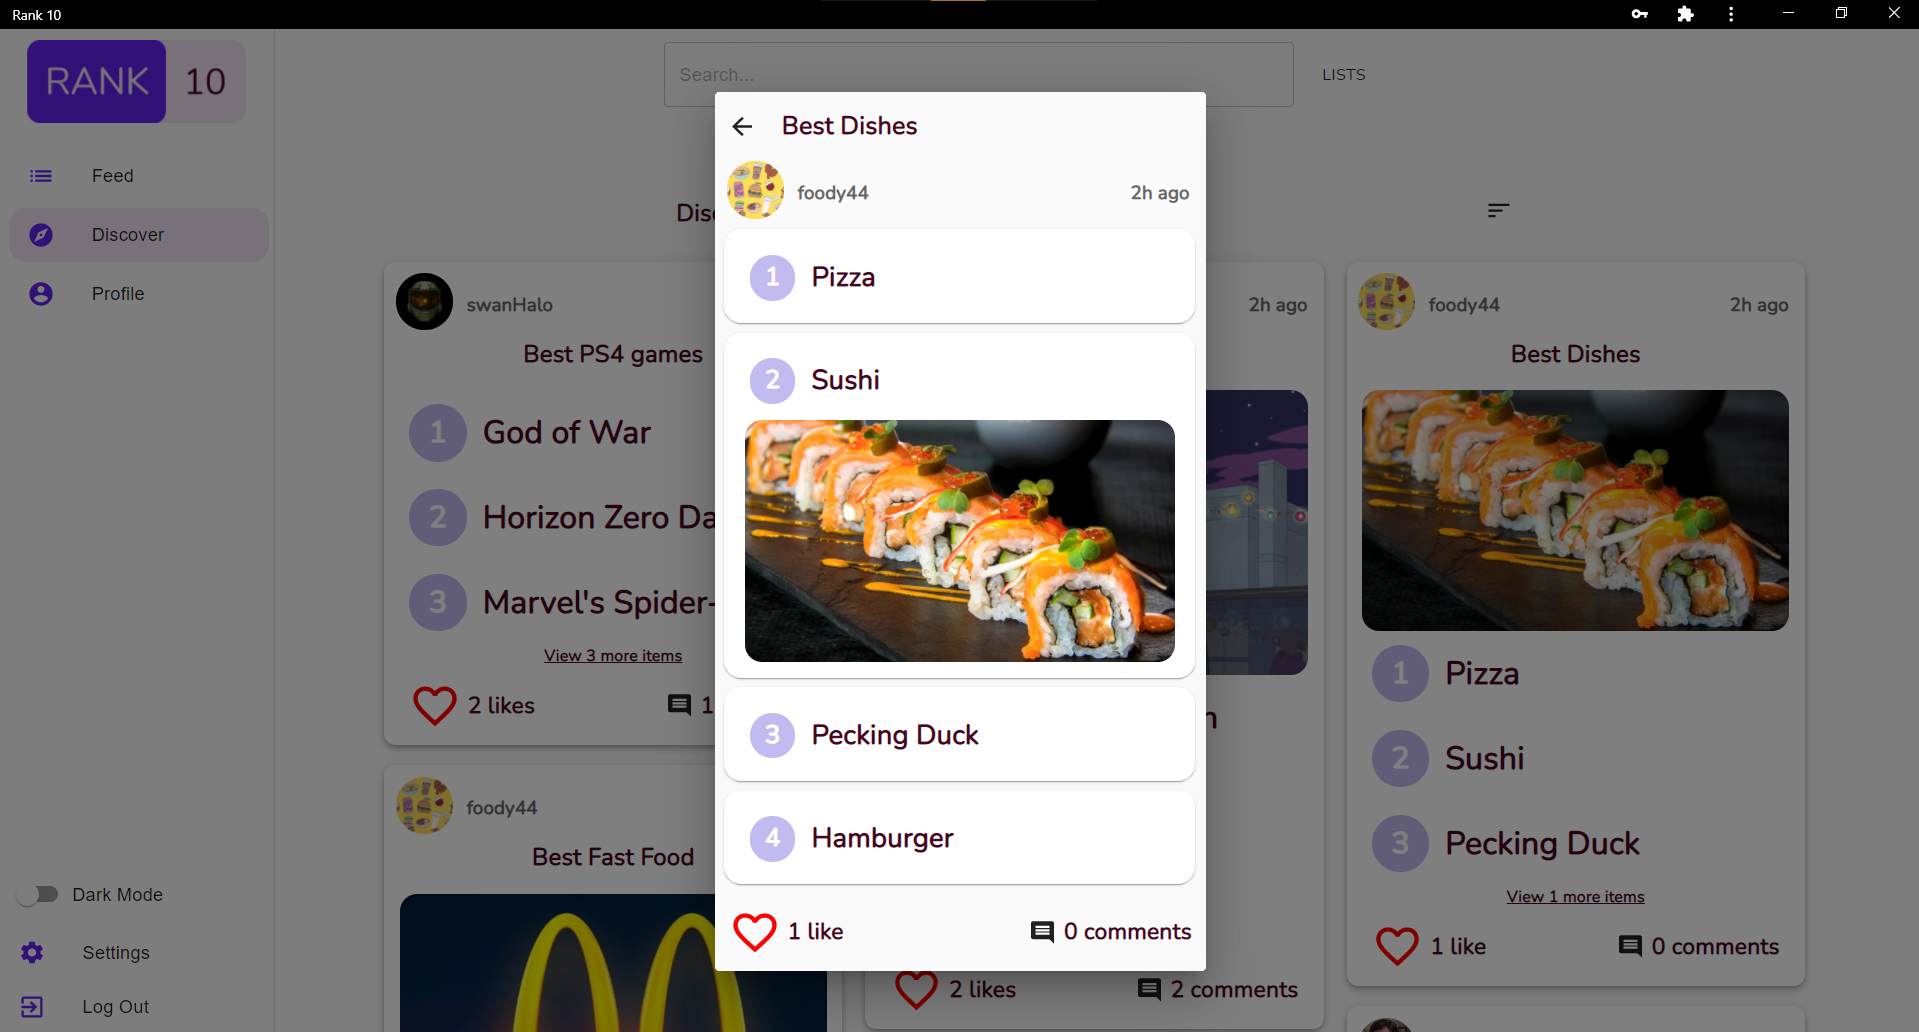 Rank 10
RANK 10
Feed
Discover
Profile
Dark Mode
Settings
Log Out
Search...
LISTS
swanHalo
Best PS4 games
1 God of War
2 Horizon Zero Da
3 Marvel's Spider-
View 3 more items
2 likes
1
foody44
Best Fast Food
Best Dishes
foody44 2h ago
1 Pizza
2 Sushi
3 Pecking Duck
4 Hamburger
1 like 0 comments
2h ago
2 likes 2 comments
foody44 2h ago
Best Dishes
1 Pizza
2 Sushi
3 Pecking Duck
View 1 more items
1 like 0 comments